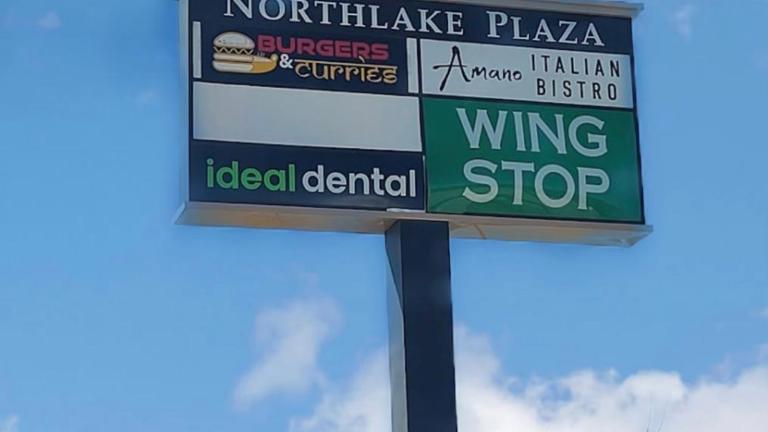 NORTHLAKE PLAZA
BURGERS
& curries
Amano ITALIAN
BISTRO
WING
STOP
ideal dental